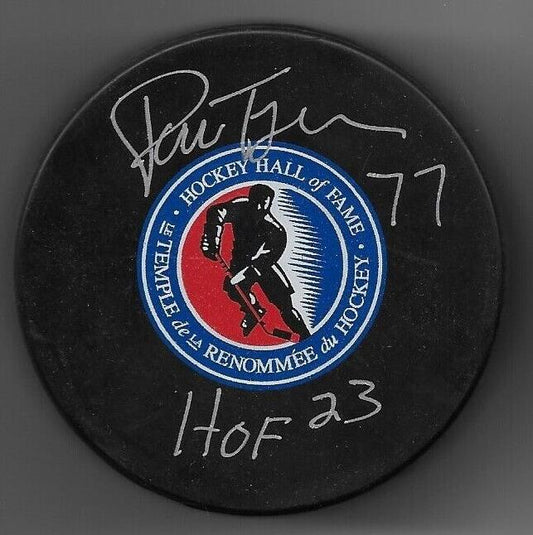 77
· HOCKEY HALL of FAME ·
LE TEMPLE de LA RENOMMÉE du HOCKEY
HOF 23